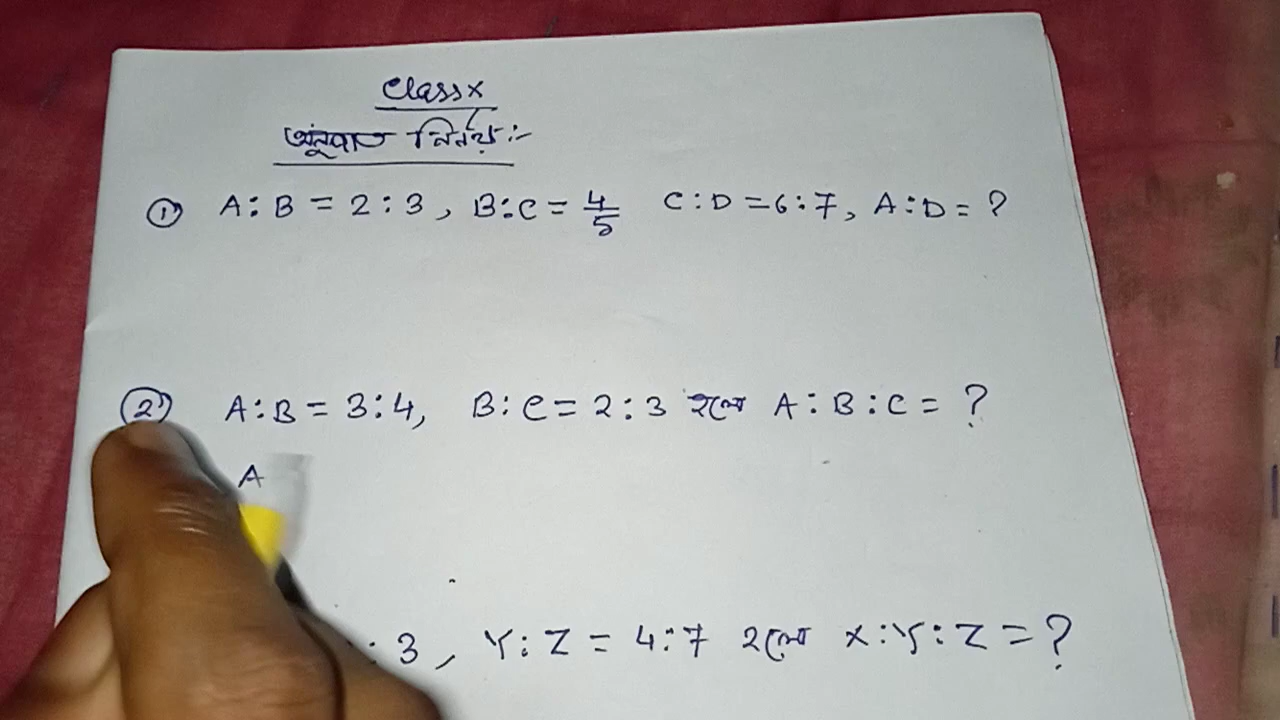 Class X
অনুপাত নির্ণয় :-
① A : B = 2 : 3 , B : C = 4/5 C : D = 6 : 7 , A : D = ?
② A : B = 3 : 4 , B : C = 2 : 3 হলে A : B : C = ?
A
: 3 , Y : Z = 4 : 7 হলে X : Y : Z = ?